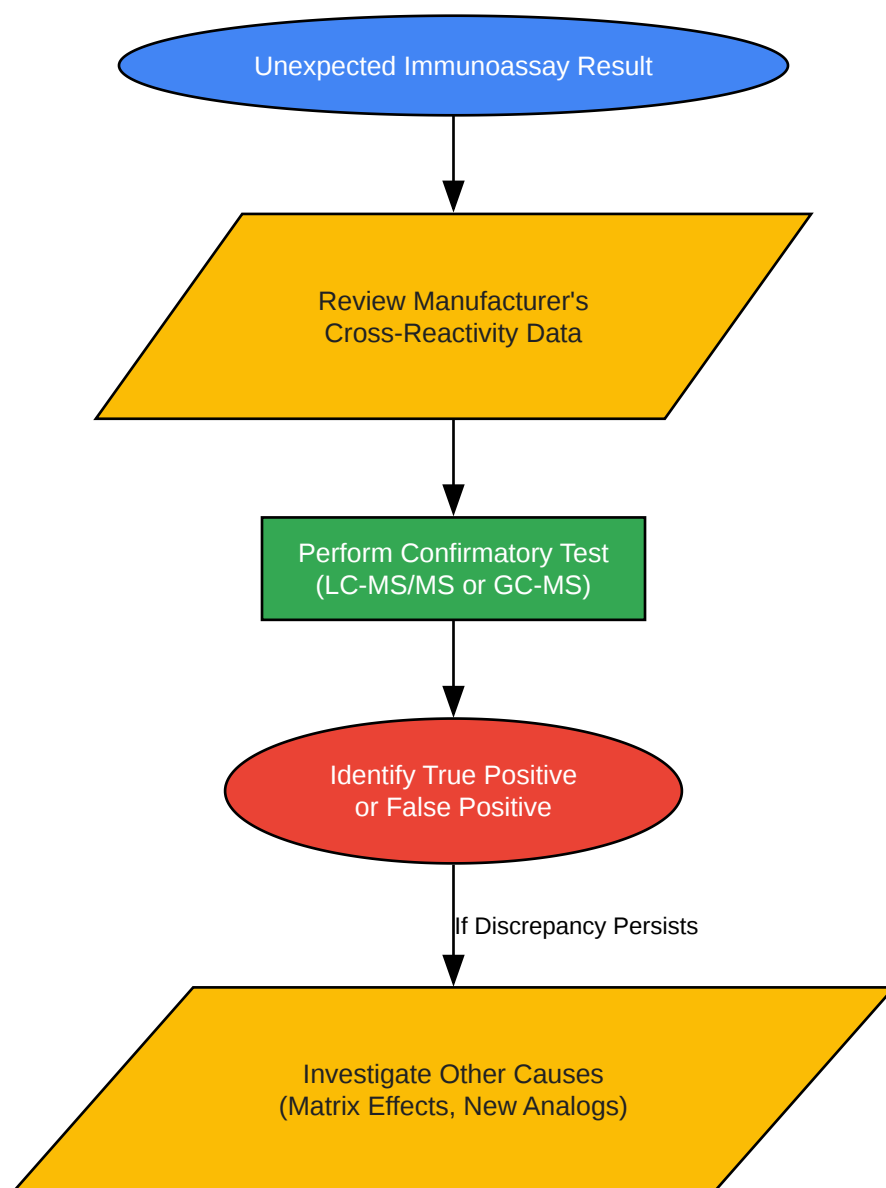 Unexpected Immunoassay Result
Review Manufacturer's
Cross-Reactivity Data
Perform Confirmatory Test
(LC-MS/MS or GC-MS)
Identify True Positive
or False Positive
If Discrepancy Persists
Investigate Other Causes
(Matrix Effects, New Analogs)